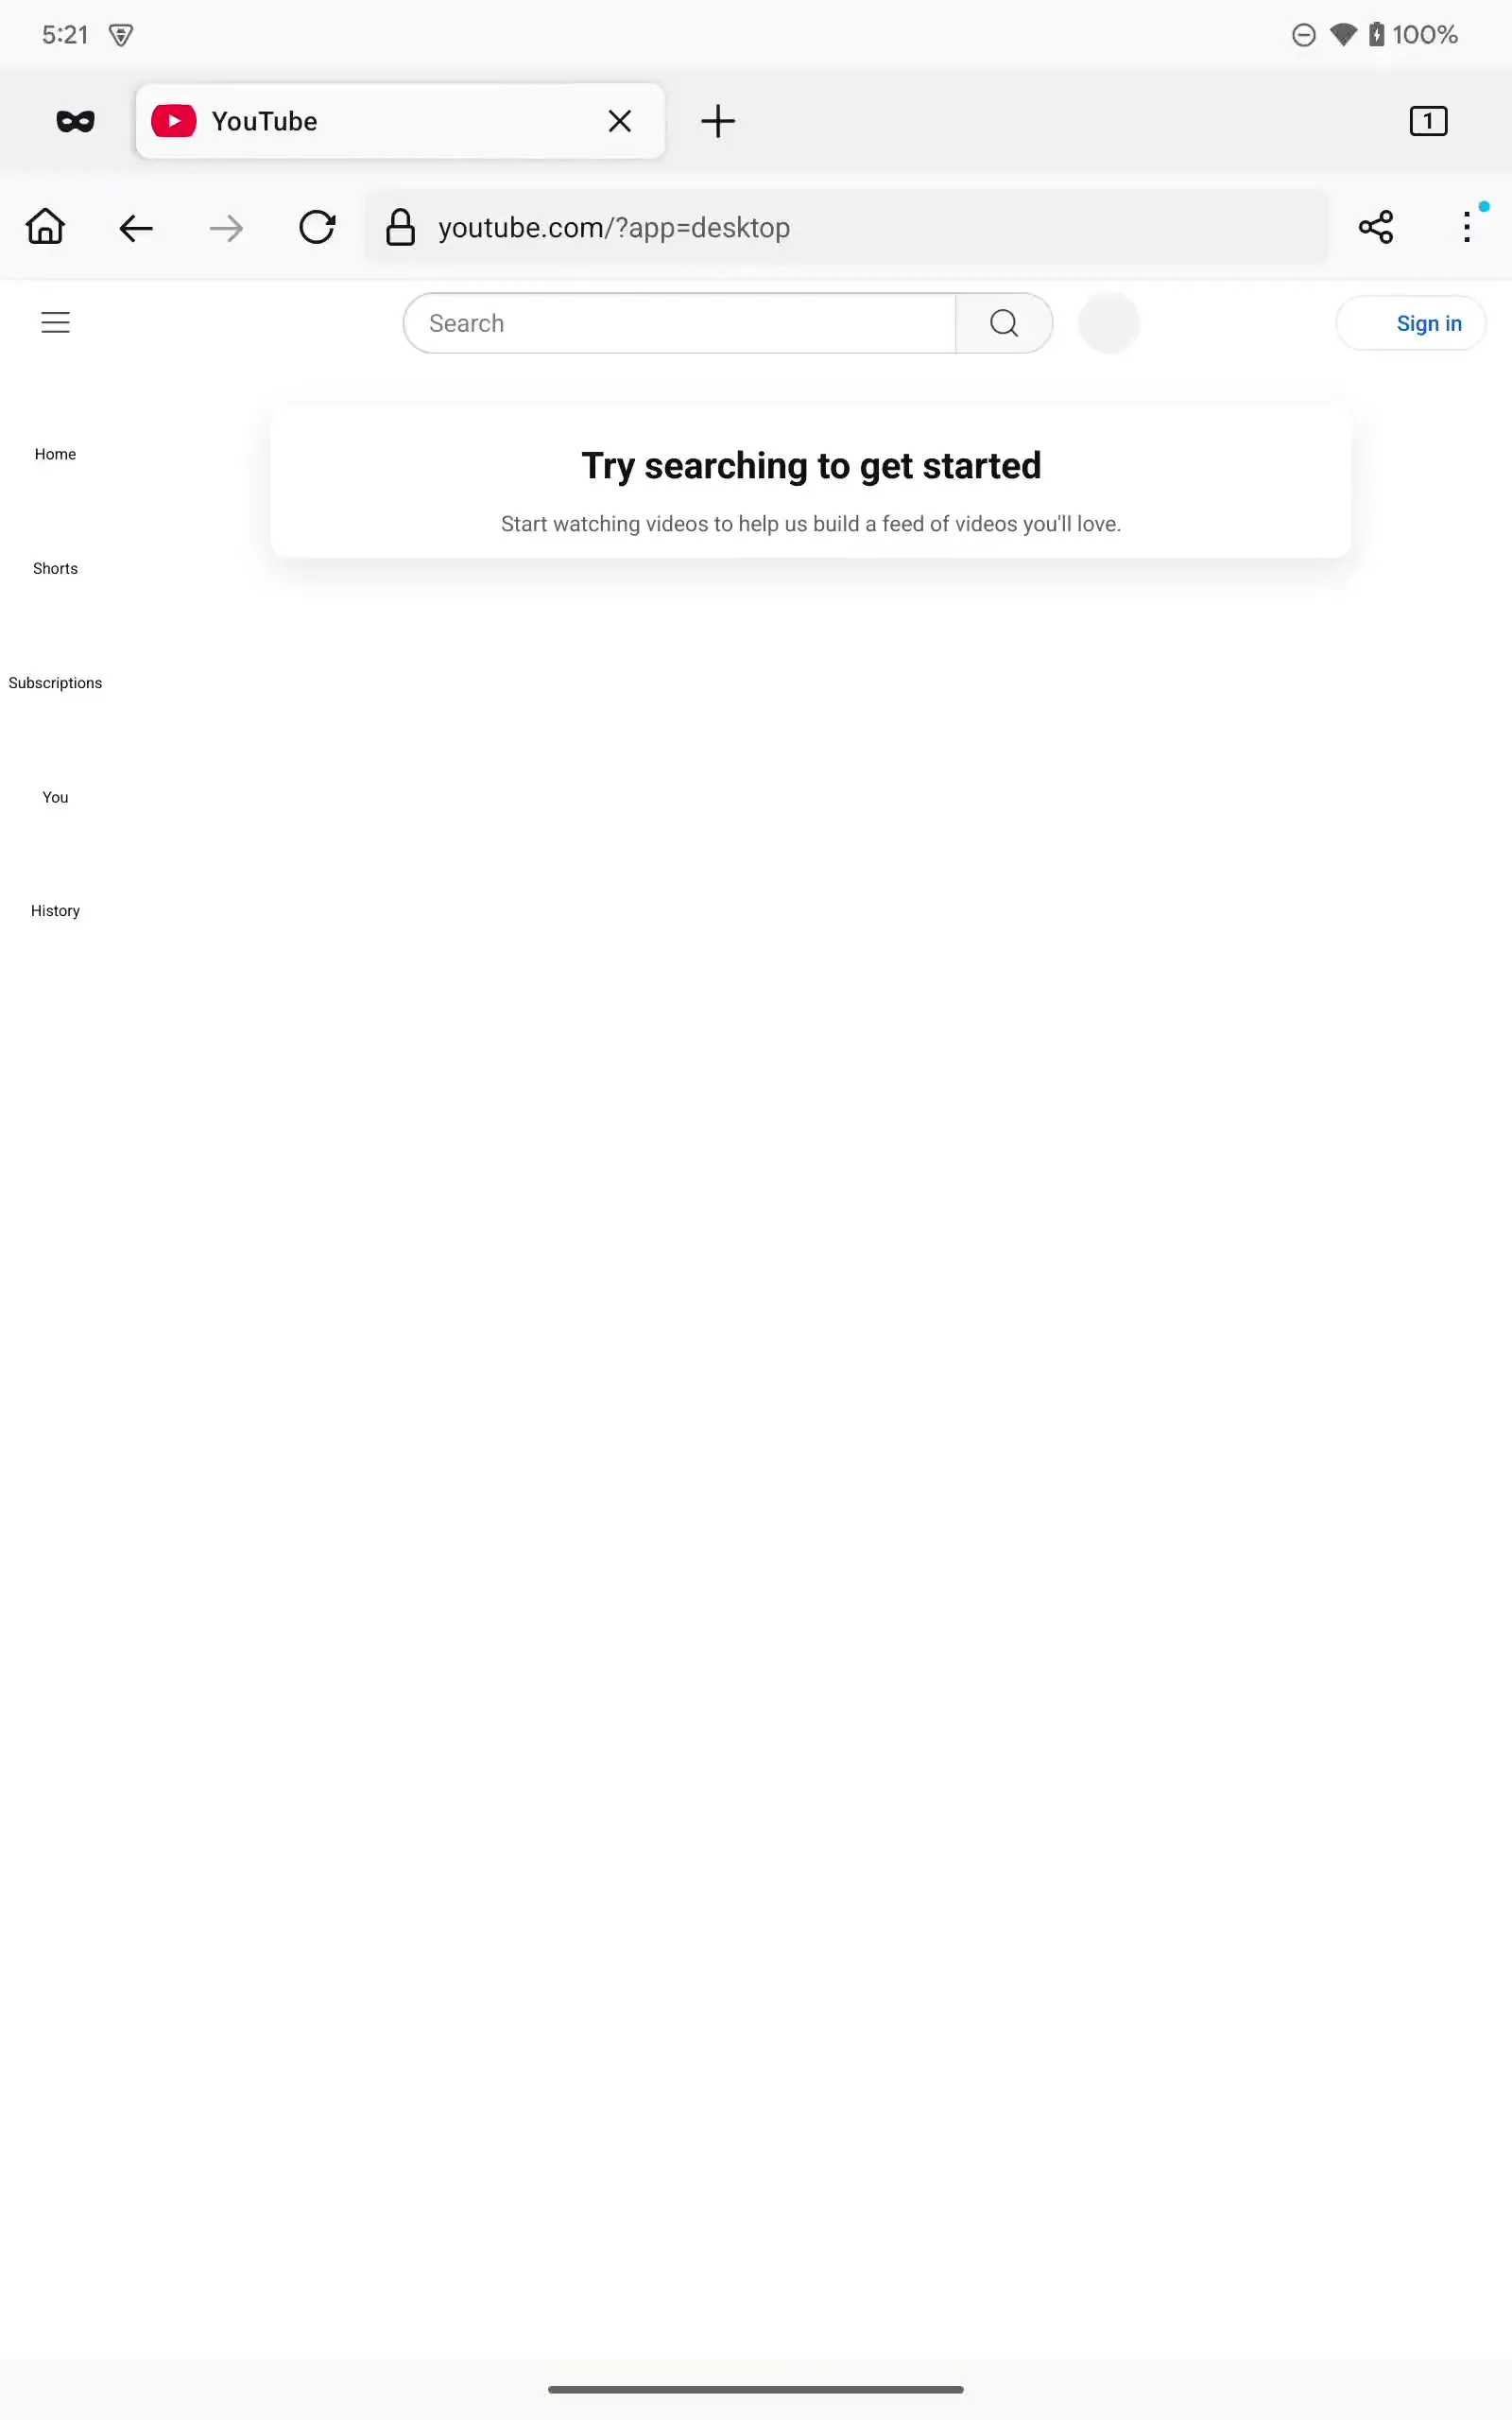 5:21
100%
YouTube
1
youtube.com/?app=desktop
Search
Sign in
Try searching to get started
Start watching videos to help us build a feed of videos you'll love.
Home
Shorts
Subscriptions
You
History